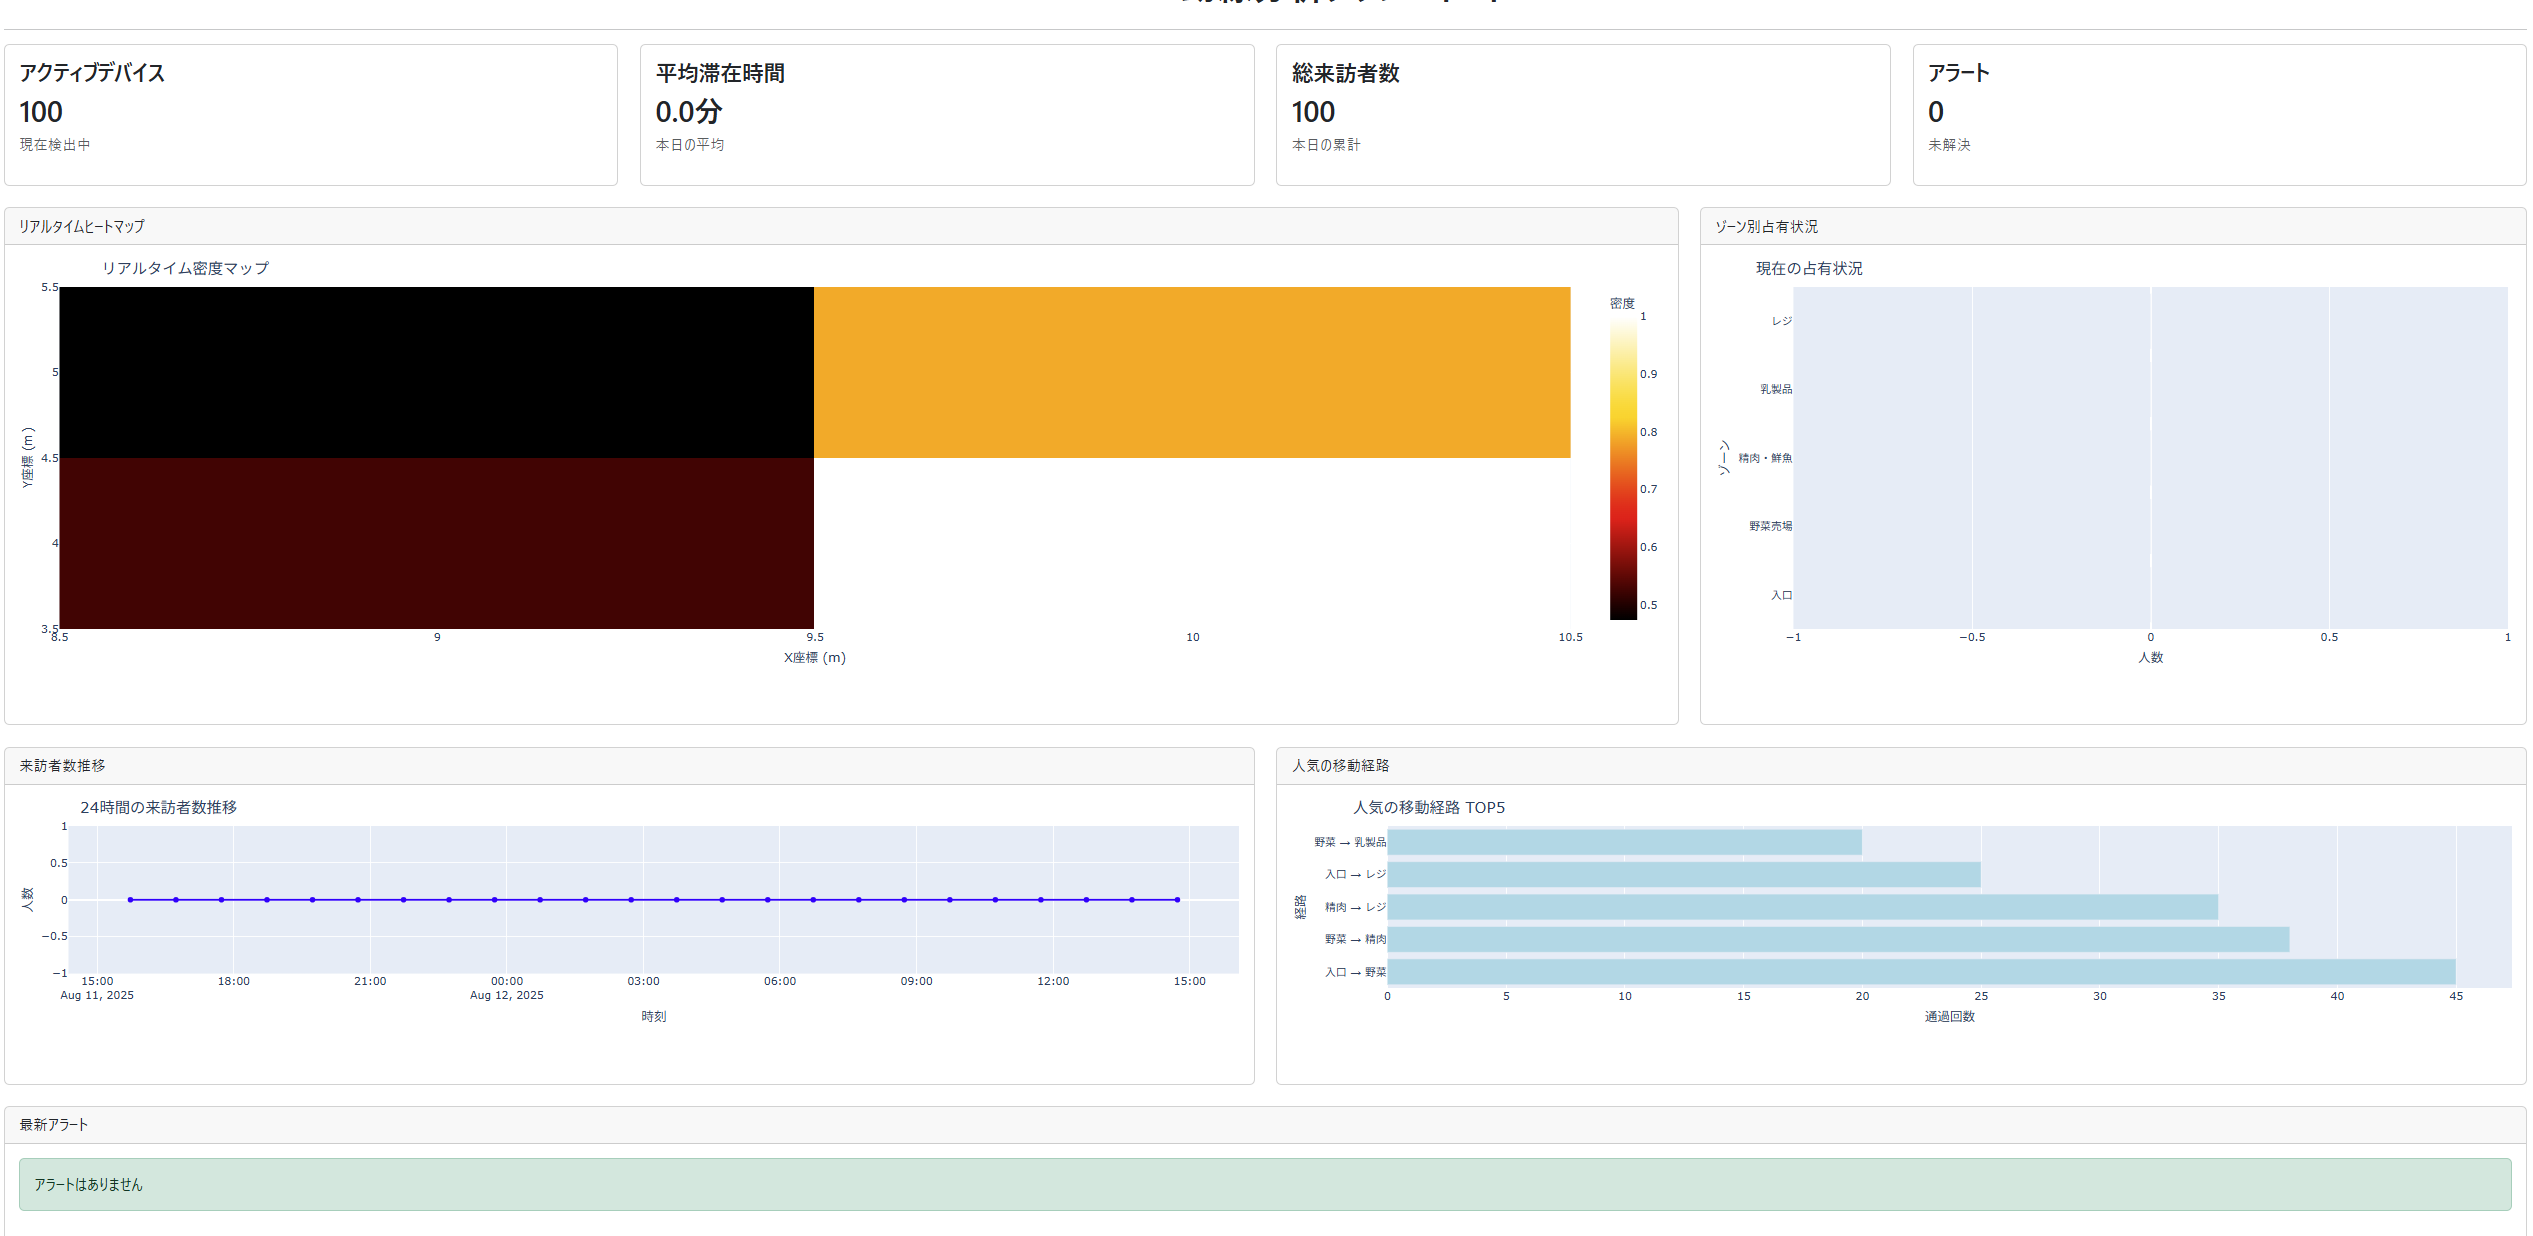 アクティブデバイス
100
現在検出中
平均滞在時間
0.0分
本日の平均
総来訪者数
100
本日の累計
アラート
0
未解決
リアルタイムヒートマップ
リアルタイム密度マップ
5.5
5
4.5
4
3.5
Y座標 (m)
8.5
9
9.5
10
10.5
X座標 (m)
密度
1
0.9
0.8
0.7
0.6
0.5
ゾーン別占有状況
現在の占有状況
レジ
乳製品
精肉・鮮魚
野菜売場
入口
ゾーン
−1
−0.5
0
0.5
1
人数
来訪者数推移
24時間の来訪者数推移
1
0.5
0
−0.5
−1
人数
15:00
Aug 11, 2025
18:00
21:00
00:00
Aug 12, 2025
03:00
06:00
09:00
12:00
15:00
時刻
人気の移動経路
人気の移動経路 TOP5
野菜 → 乳製品
入口 → レジ
精肉 → レジ
野菜 → 精肉
入口 → 野菜
経路
0
5
10
15
20
25
30
35
40
45
通過回数
最新アラート
アラートはありません